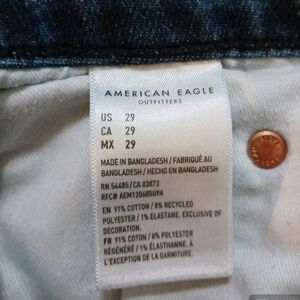 AMERICAN EAGLE
OUTFITTERS
US 29
CA 29
MX 29
MADE IN BANGLADESH / FABRIQUÉ AU
BANGLADESH / HECHO EN BANGLADESH
RN 54485/CA 03873
RFC# AEM120605U9A
EN 91% COTTON / 8% RECYCLED
POLYESTER / 1% ELASTANE. EXCLUSIVE OF
DECORATION.
FR 91% COTON / 8% POLYESTER
RÉGÉNÉRÉ / 1% ÉLASTHANNE. À
L'EXCEPTION DE LA GARNITURE.